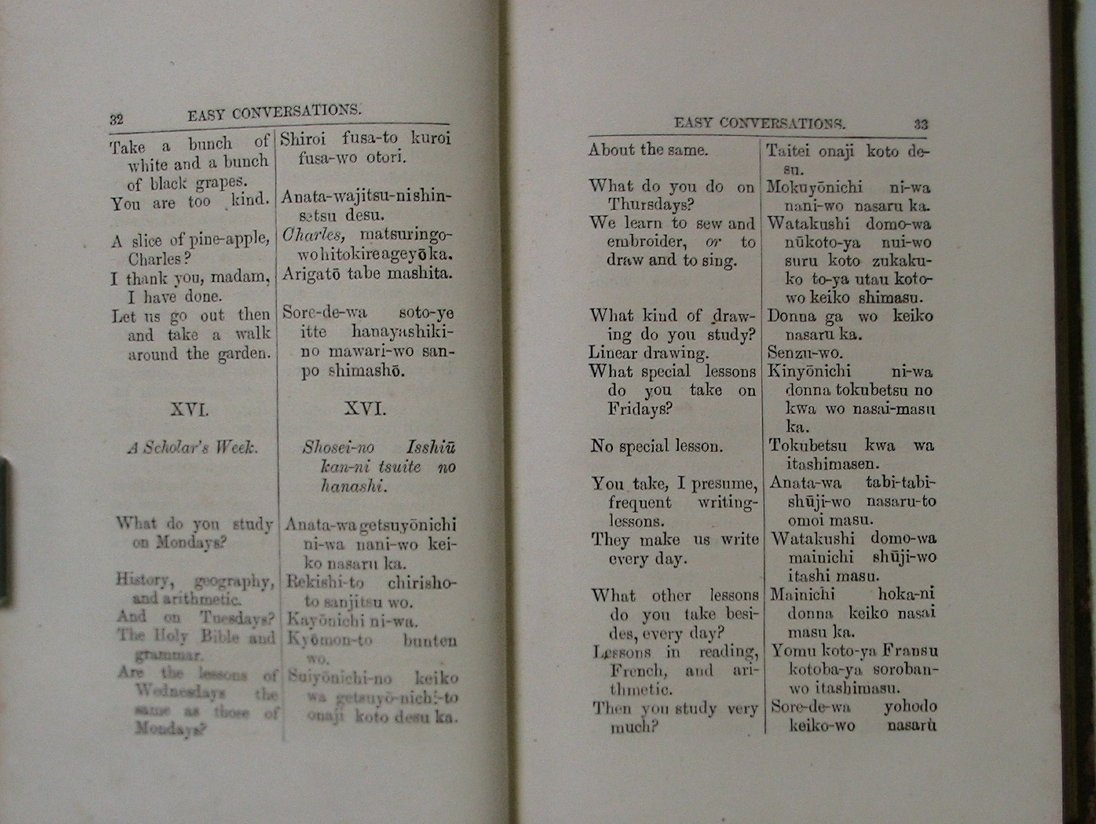 32 EASY CONVERSATIONS.
Take a bunch of
white and a bunch
of black grapes.
You are too kind.
A slice of pine-apple,
Charles?
I thank you, madam,
I have done.
Let us go out then
and take a walk
around the garden.
XVI.
A Scholar's Week.
What do you study
on Mondays?
History, geography,
and arithmetic.
And on Tuesdays?
The Holy Bible and
grammar.
Are the lessons of
Wednesdays the
same as those of
Mondays?
Shiroi fusa-to kuroi
fusa-wo otori.
Anata-wajitsu-nishin-
setsu desu.
Charles, matsuringo-
wohitokireageyōka.
Arigatō tabe mashita.
Sore-de-wa soto-ye
itte hanayashiki-
no mawari-wo san-
po shimashō.
XVI.
Shosei-no Isshiū
kan-ni tsuite no
hanashi.
Anata-wa getsuyōnichi
ni-wa nani-wo kei-
ko nasaru ka.
Rekishi-to chirisho-
to sanjitsu wo.
Kayōnichi ni-wa.
Kyōmon-to bunten
wo.
Suiyōnichi-no keiko
wa getsuyō-nichi-to
onaji koto desu ka.
EASY CONVERSATIONS. 33
About the same.
What do you do on
Thursdays?
We learn to sew and
embroider, or to
draw and to sing.
What kind of draw-
ing do you study?
Linear drawing.
What special lessons
do you take on
Fridays?
No special lesson.
You take, I presume,
frequent writing-
lessons.
They make us write
every day.
What other lessons
do you take besi-
des, every day?
Lessons in reading,
French, and ari-
thmetic.
Then you study very
much?
Taitei onaji koto de-
su.
Mokuyōnichi ni-wa
nani-wo nasaru ka.
Watakushi domo-wa
nūkoto-ya nui-wo
suru koto zukaku-
ko to-ya utau koto-
wo keiko shimasu.
Donna ga wo keiko
nasaru ka.
Senzu-wo.
Kinyōnichi ni-wa
donna tokubetsu no
kwa wo nasai-masu
ka.
Tokubetsu kwa wa
itashimasen.
Anata-wa tabi-tabi-
shūji-wo nasaru-to
omoi masu.
Watakushi domo-wa
mainichi shūji-wo
itashi masu.
Mainichi hoka-ni
donna keiko nasai
masu ka.
Yomu koto-ya Fransu
kotoba-ya soroban-
wo itashimasu.
Sore-de-wa yohodo
keiko-wo nasarù